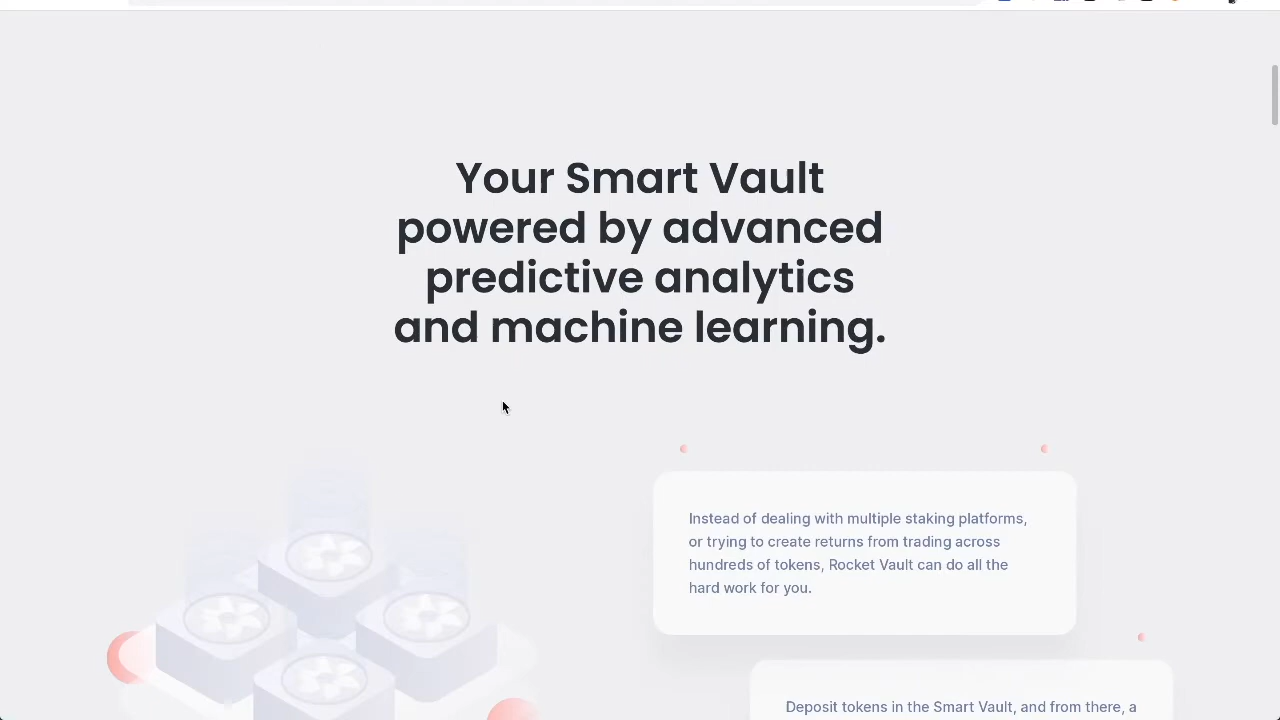 Your Smart Vault
powered by advanced
predictive analytics
and machine learning.
Instead of dealing with multiple staking platforms,
or trying to create returns from trading across
hundreds of tokens, Rocket Vault can do all the
hard work for you.
Deposit tokens in the Smart Vault, and from there, a